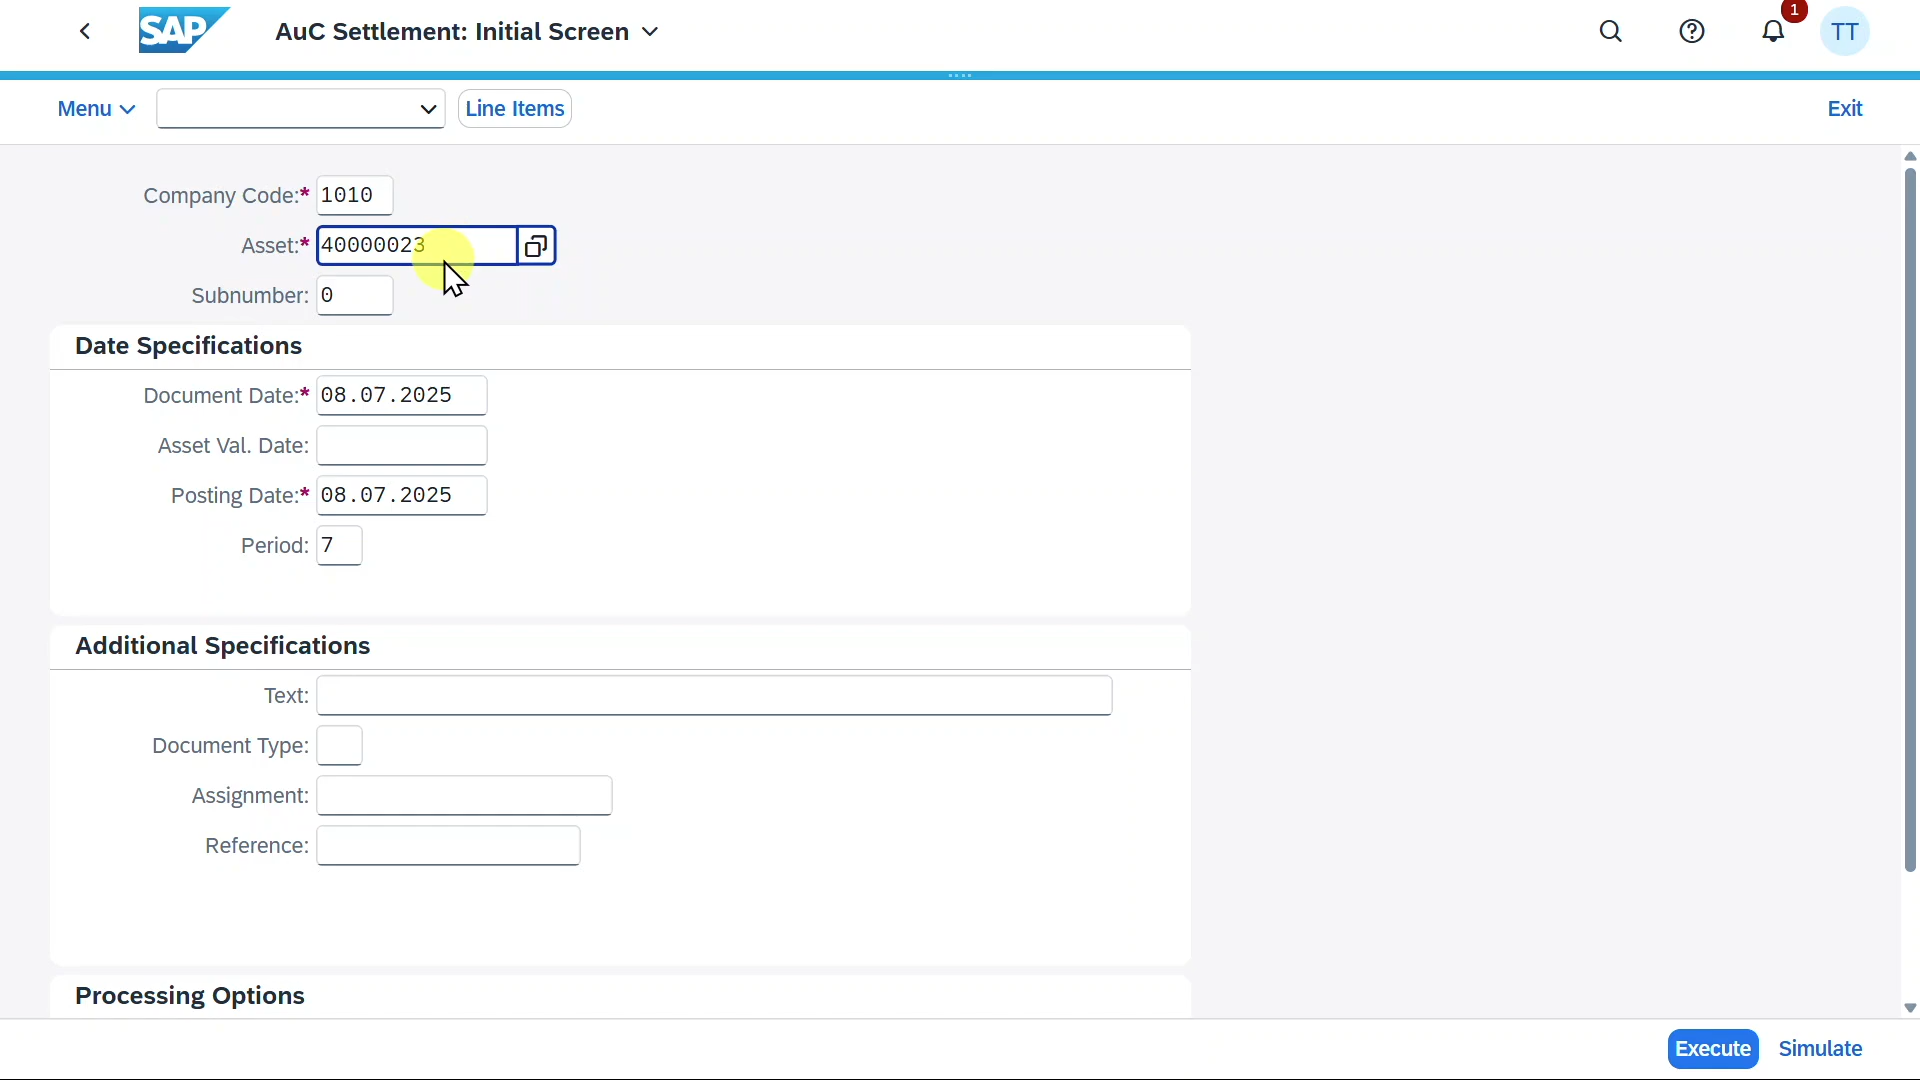 SAP
AuC Settlement: Initial Screen
1
TT
Menu
Line Items
Exit
Company Code:* 1010
Asset:* 40000023
Subnumber: 0
Date Specifications
Document Date:* 08.07.2025
Asset Val. Date:
Posting Date:* 08.07.2025
Period: 7
Additional Specifications
Text:
Document Type:
Assignment:
Reference:
Processing Options
Execute
Simulate